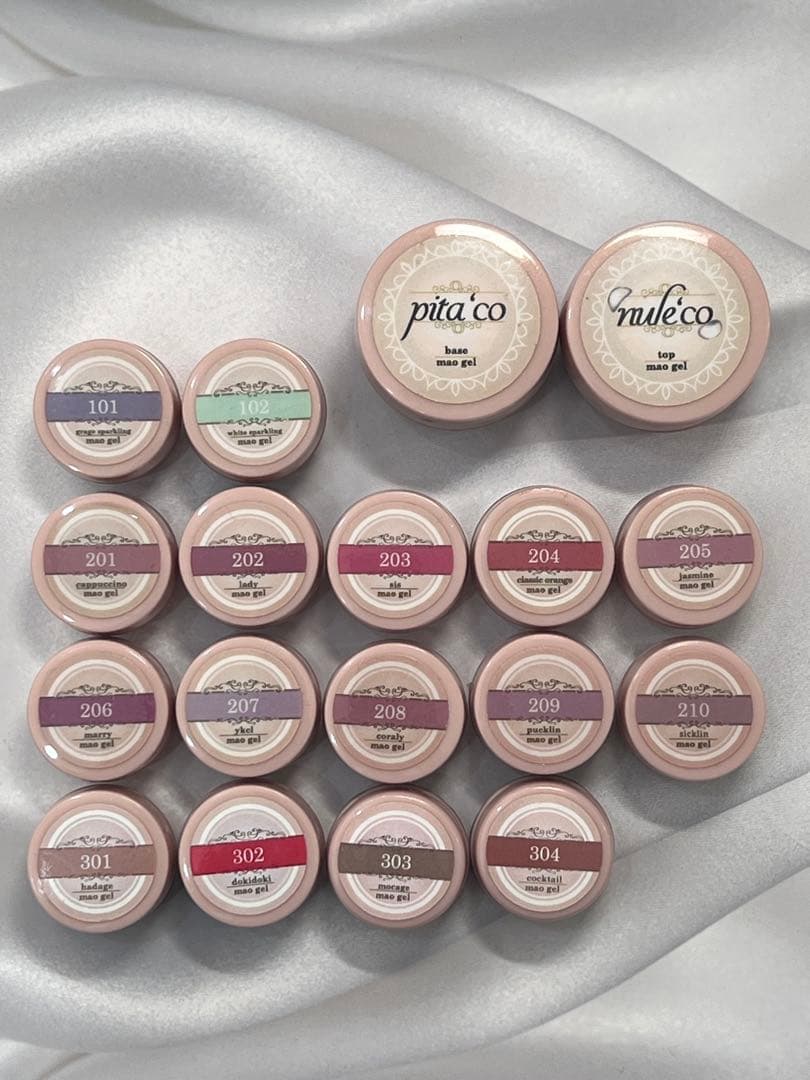 pita'co
base
mao gel
nule'co
top
mao gel
101
grage sparkling
mao gel
102
white sparkling
mao gel
201
cappuccino
mao gel
202
lady
mao gel
203
sis
mao gel
204
classic orange
mao gel
205
jasmine
mao gel
206
marry
mao gel
207
ykcl
mao gel
208
coraly
mao gel
209
pucklin
mao gel
210
sicklin
mao gel
301
hadage
mao gel
302
dokidoki
mao gel
303
mocage
mao gel
304
cocktail
mao gel